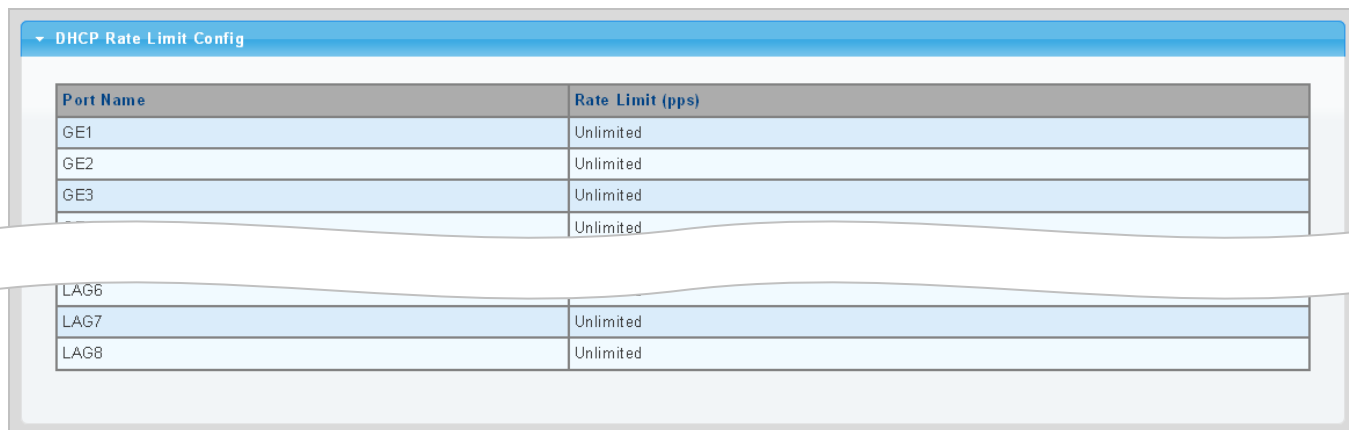 DHCP Rate Limit Config
Port Name Rate Limit (pps)
GE1 Unlimited
GE2 Unlimited
GE3 Unlimited
Unlimited
LAG6
LAG7 Unlimited
LAG8 Unlimited